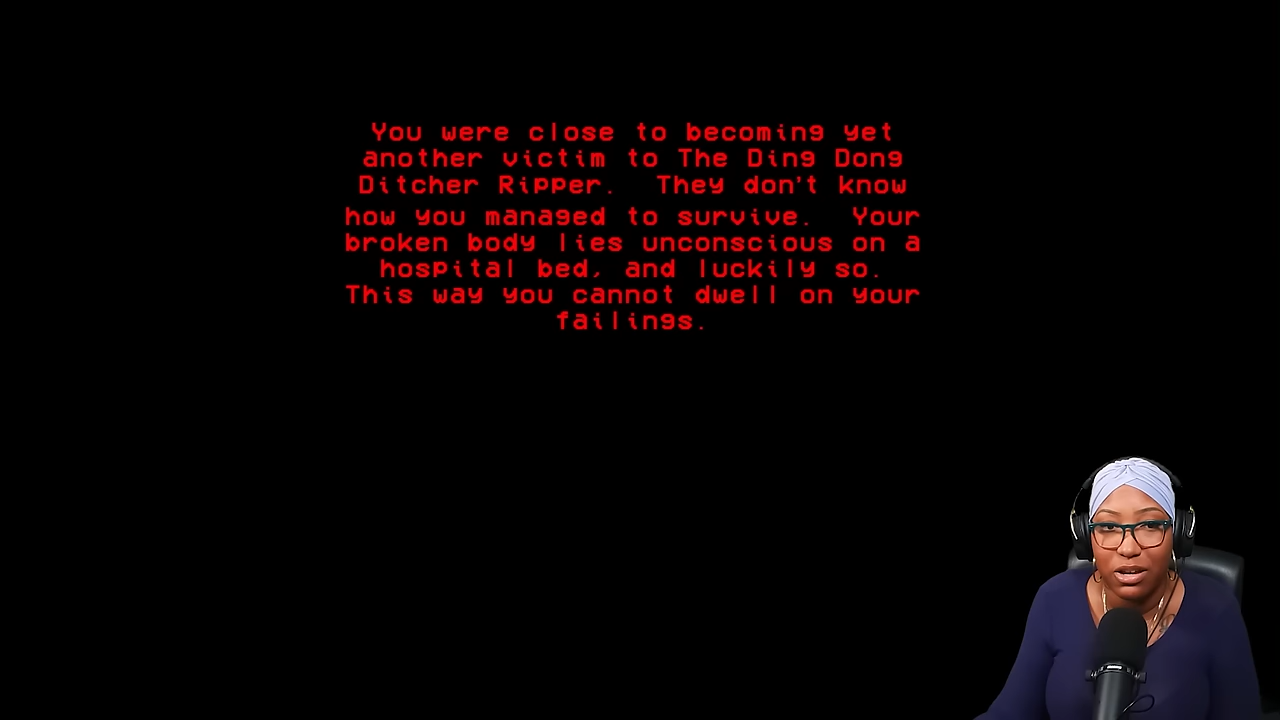 You were close to becoming yet
another victim to The Ding Dong
Ditcher Ripper. They don't know
how you managed to survive. Your
broken body lies unconscious on a
hospital bed, and luckily so.
This way you cannot dwell on your
failings.